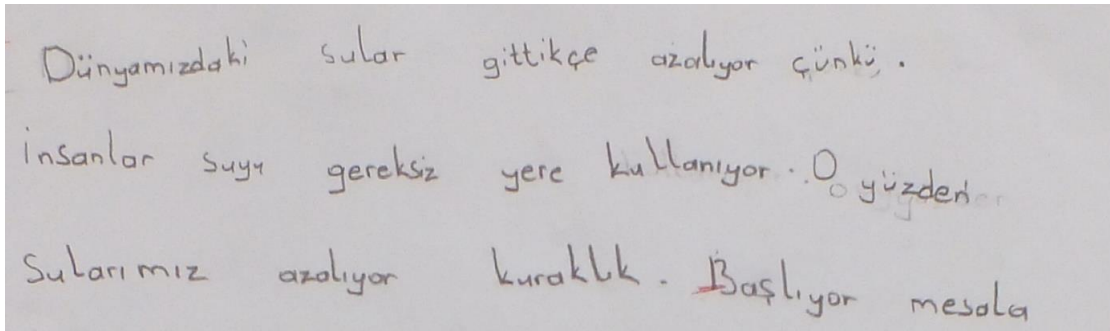 Dünyamızdaki sular gittikçe azalıyor çünkü.
insanlar suyu gereksiz yere kullanıyor. O yüzden
Sularımız azalıyor kuraklık. Başlıyor mesela